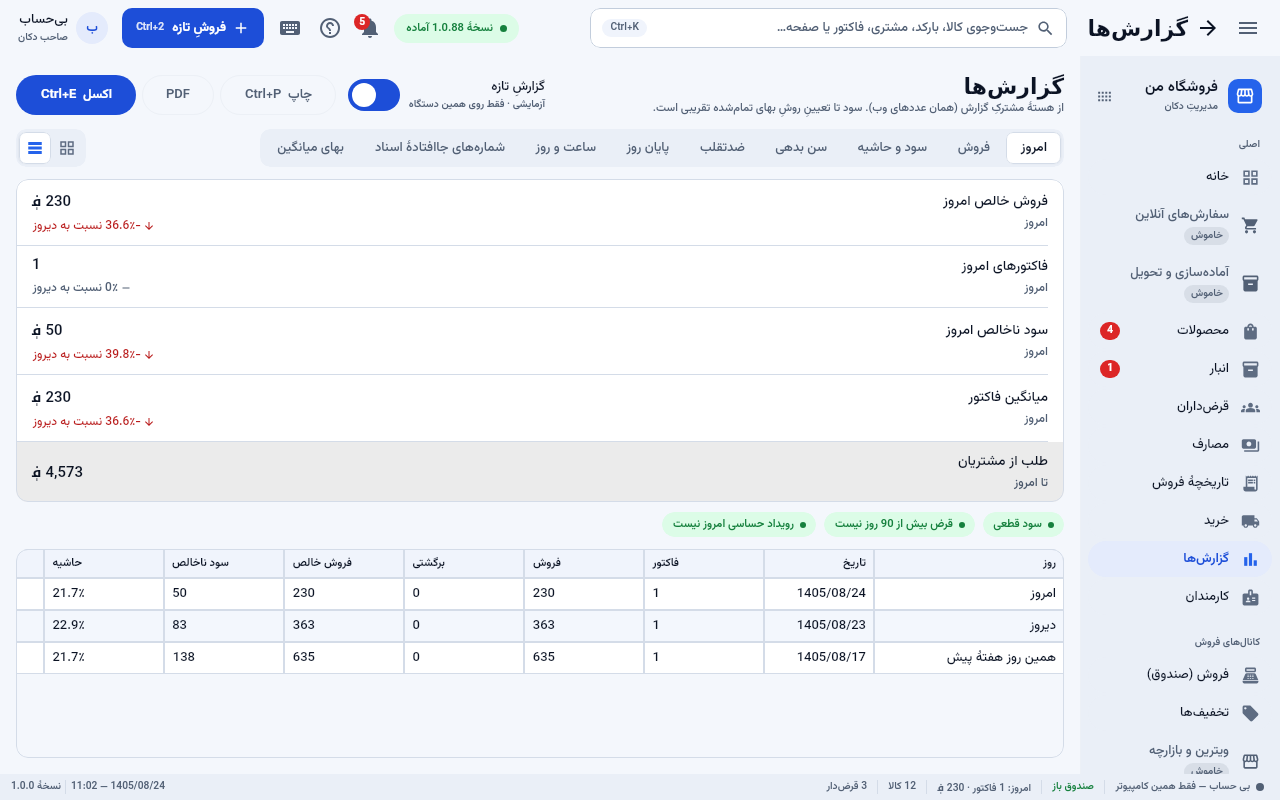 گزارش‌ها
جست‌وجوی کالا، بارکد، مشتری، فاکتور یا صفحه…
Ctrl+K
نسخهٔ 1.0.88 آماده
5
فروشِ تازه
Ctrl+2
ب
بی‌حساب
صاحب دکان
فروشگاه من
مدیریت دکان
اصلی
خانه
سفارش‌های آنلاین
خاموش
آماده‌سازی و تحویل
خاموش
محصولات
4
انبار
1
قرض‌داران
مصارف
تاریخچهٔ فروش
خرید
گزارش‌ها
کارمندان
کانال‌های فروش
فروش (صندوق)
تخفیف‌ها
ویترین و بازارچه
خاموش
گزارش‌ها
از هستهٔ مشترکِ گزارش (همان عددهای وب). سود تا تعیینِ روشِ بهای تمام‌شده تقریبی است.
گزارش تازه
آزمایشی · فقط روی همین دستگاه
چاپ Ctrl+P
PDF
اکسل Ctrl+E
امروز
فروش
سود و حاشیه
سن بدهی
ضدتقلب
پایان روز
ساعت و روز
شماره‌های جاافتادهٔ اسناد
بهای میانگین
فروش خالص امروز
امروز
230 ؋
↓ -36.6٪ نسبت به دیروز
فاکتورهای امروز
امروز
1
— 0٪ نسبت به دیروز
سود ناخالص امروز
امروز
50 ؋
↓ -39.8٪ نسبت به دیروز
میانگین فاکتور
امروز
230 ؋
↓ -36.6٪ نسبت به دیروز
طلب از مشتریان
تا امروز
4,573 ؋
سود قطعی
قرض بیش از 90 روز نیست
رویداد حساسی امروز نیست
روز تاریخ فاکتور فروش برگشتی فروش خالص سود ناخالص حاشیه
امروز 1405/08/24 1 230 0 230 50 21.7٪
دیروز 1405/08/23 1 363 0 363 83 22.9٪
همین روز هفتهٔ پیش 1405/08/17 1 635 0 635 138 21.7٪
بی حساب — فقط همین کامپیوتر
صندوق باز
امروز: 1 فاکتور · 230 ؋
12 کالا
3 قرض‌دار
1405/08/24 — 11:02
نسخهٔ 1.0.0